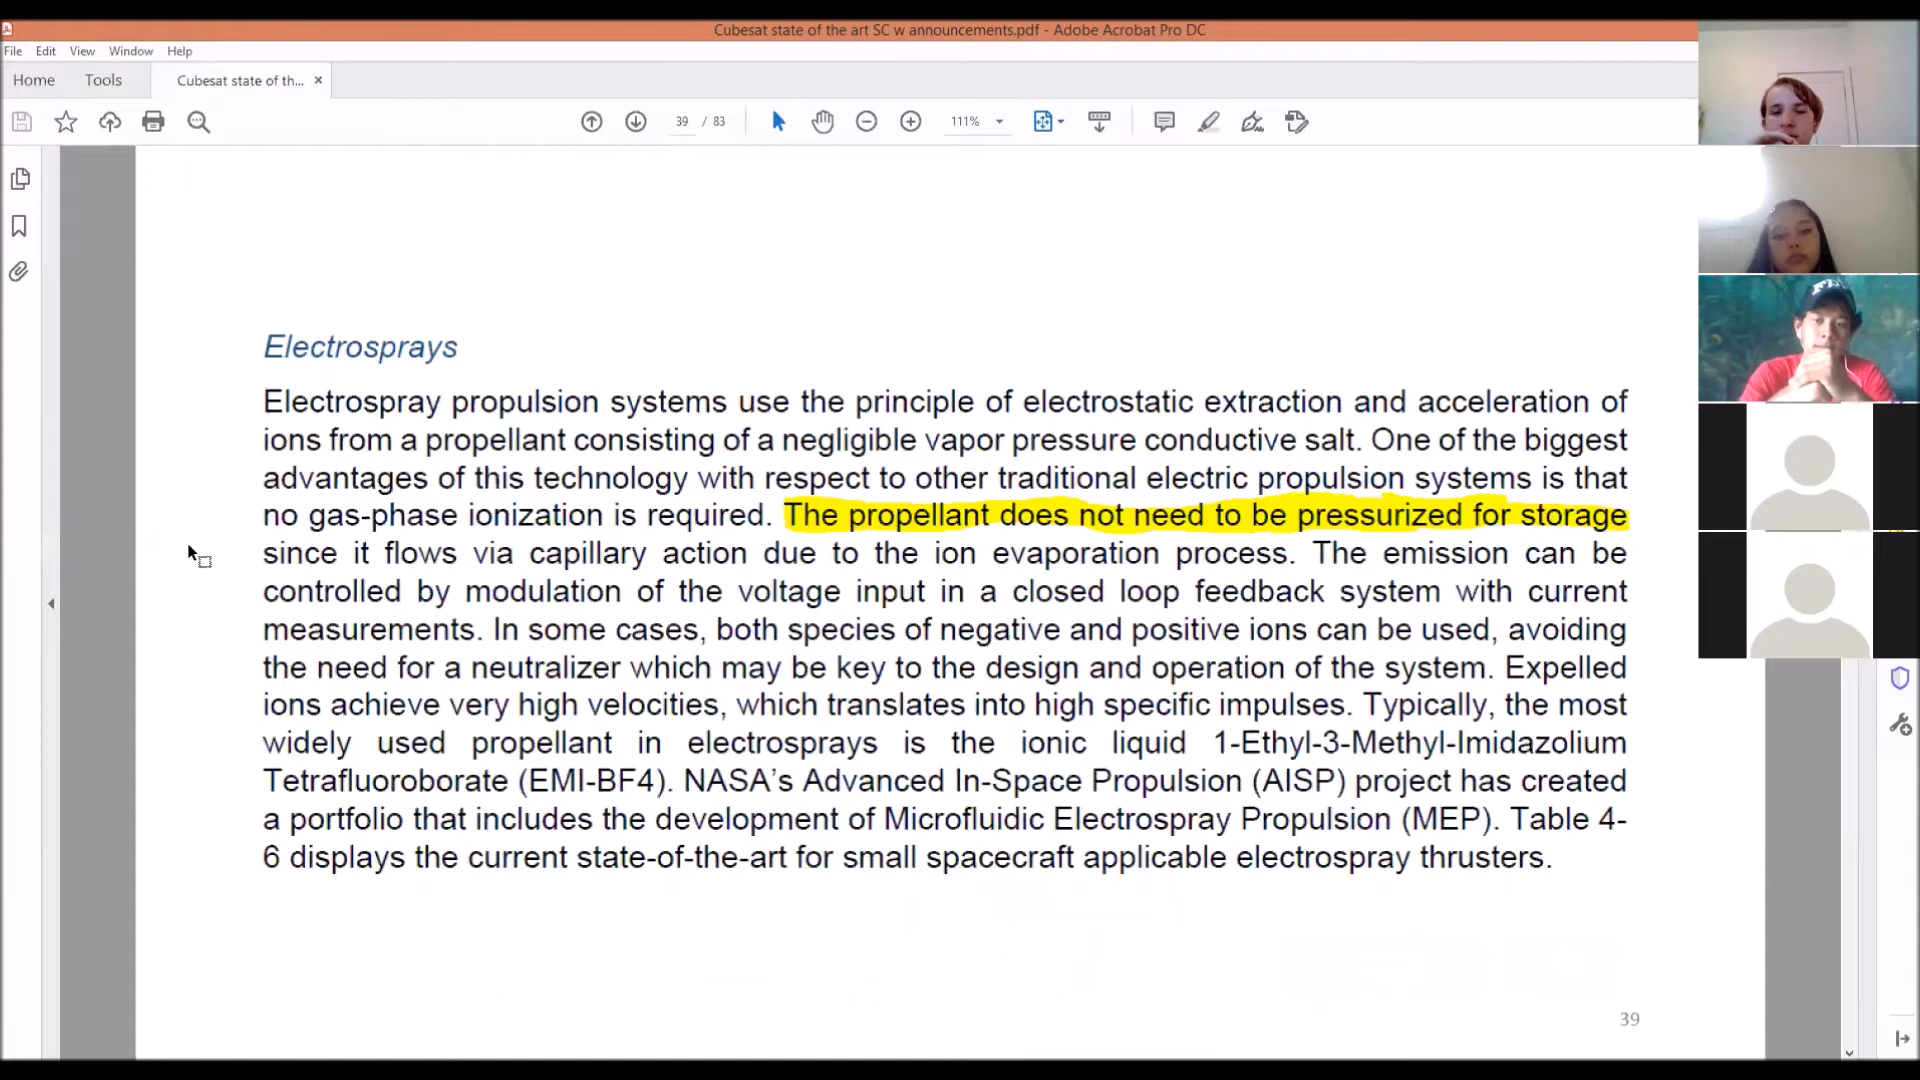 Cubesat state of the art SC w announcements.pdf - Adobe Acrobat Pro DC
File Edit View Window Help
Home Tools Cubesat state of th... ×
39 / 83 111%
Electrosprays
Electrospray propulsion systems use the principle of electrostatic extraction and acceleration of
ions from a propellant consisting of a negligible vapor pressure conductive salt. One of the biggest
advantages of this technology with respect to other traditional electric propulsion systems is that
no gas-phase ionization is required. The propellant does not need to be pressurized for storage
since it flows via capillary action due to the ion evaporation process. The emission can be
controlled by modulation of the voltage input in a closed loop feedback system with current
measurements. In some cases, both species of negative and positive ions can be used, avoiding
the need for a neutralizer which may be key to the design and operation of the system. Expelled
ions achieve very high velocities, which translates into high specific impulses. Typically, the most
widely used propellant in electrosprays is the ionic liquid 1-Ethyl-3-Methyl-Imidazolium
Tetrafluoroborate (EMI-BF4). NASA’s Advanced In-Space Propulsion (AISP) project has created
a portfolio that includes the development of Microfluidic Electrospray Propulsion (MEP). Table 4-
6 displays the current state-of-the-art for small spacecraft applicable electrospray thrusters.
39